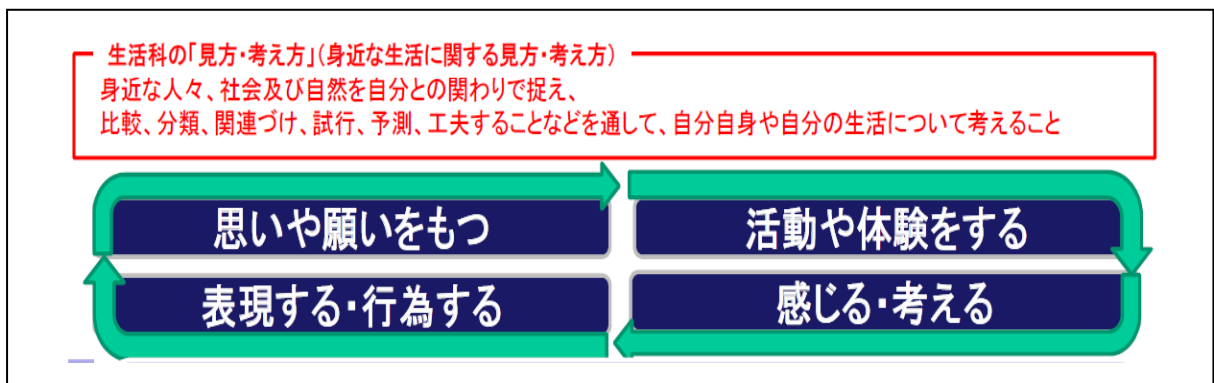 生活科の「見方・考え方」(身近な生活に関する見方・考え方)
身近な人々、社会及び自然を自分との関わりで捉え、
比較、分類、関連づけ、試行、予測、工夫することなどを通して、自分自身や自分の生活について考えること
思いや願いをもつ
活動や体験をする
表現する・行為する
感じる・考える